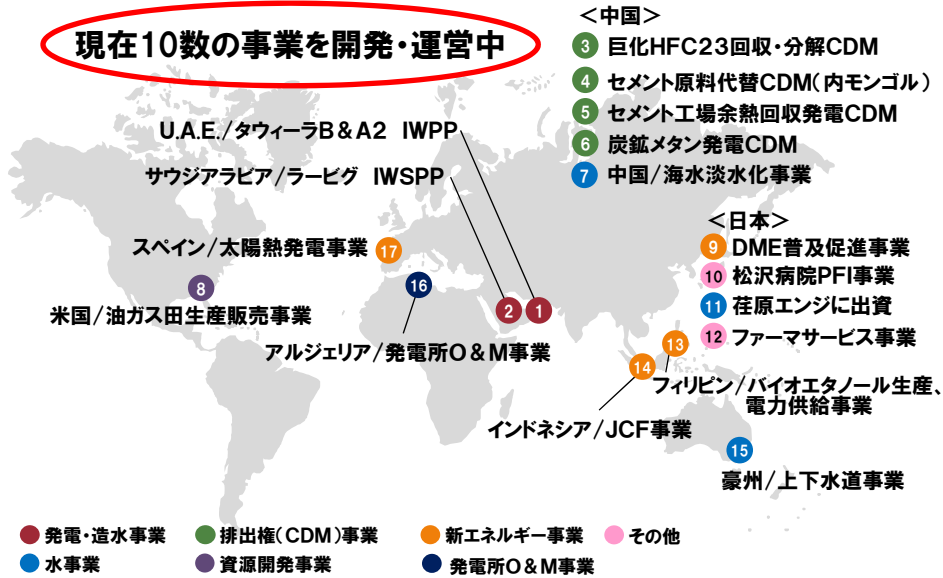 現在10数の事業を開発・運営中
＜中国＞
3 巨化HFC23回収・分解CDM
4 セメント原料代替CDM（内モンゴル）
5 セメント工場余熱回収発電CDM
6 炭鉱メタン発電CDM
7 中国/海水淡水化事業
U.A.E./タウィーラB＆A2 IWPP
サウジアラビア/ラービグ IWSPP
＜日本＞
9 DME普及促進事業
10 松沢病院PFI事業
11 荏原エンジに出資
12 ファーマサービス事業
スペイン/太陽熱発電事業
17
8
16
2
1
米国/油ガス田生産販売事業
アルジェリア/発電所O＆M事業
13
14
フィリピン/バイオエタノール生産、
電力供給事業
インドネシア/JCF事業
15
豪州/上下水道事業
発電・造水事業
排出権（CDM）事業
新エネルギー事業
その他
水事業
資源開発事業
発電所O＆M事業